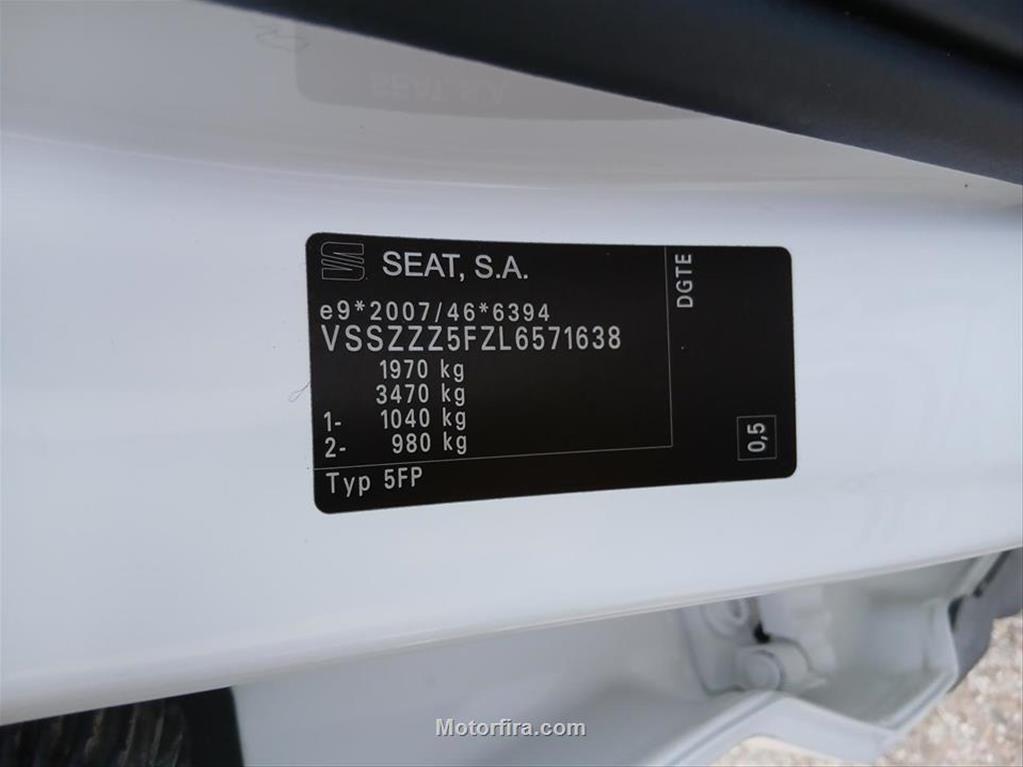 SEAT, S.A.
DGTE
e9*2007/46*6394
VSSZZZ5FZL6571638
1970 kg
3470 kg
1- 1040 kg
2- 980 kg
0,5
Typ 5FP
Motorfira.com